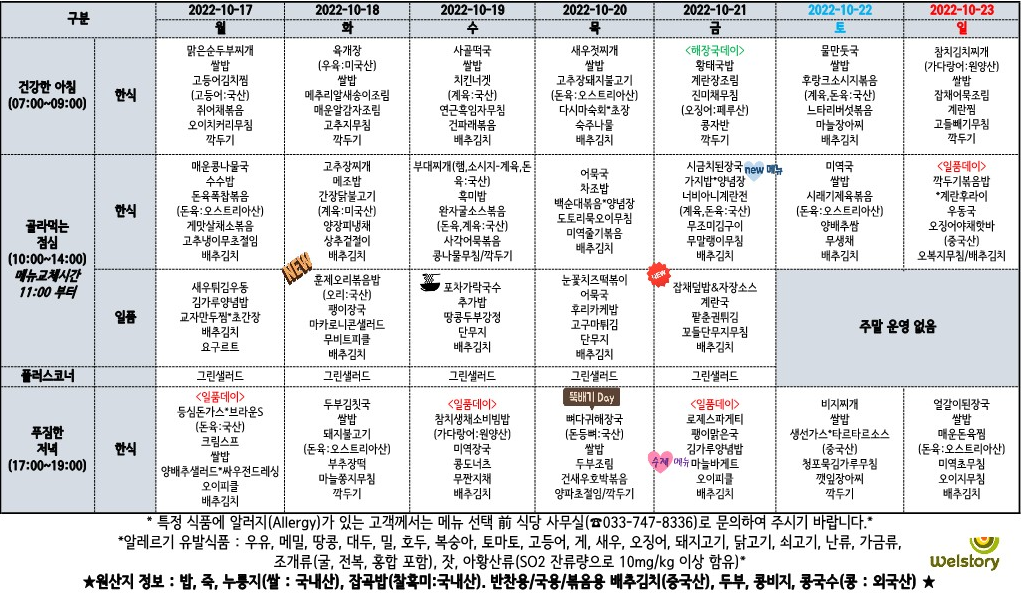 구분
2022-10-17
2022-10-18
2022-10-19
2022-10-20
2022-10-21
2022-10-22
2022-10-23
월
화
수
목
금
토
일
건강한 아침
(07:00~09:00)
한식
맑은순두부찌개
쌀밥
고등어김치찜
(고등어:국산)
쥐어채볶음
오이치커리무침
깍두기
육개장
(우육:미국산)
쌀밥
메추리알새송이조림
매운알감자조림
고추지무침
깍두기
사골떡국
쌀밥
치킨너겟
(계육:국산)
연근흑임자무침
건파래볶음
배추김치
새우젓찌개
쌀밥
고추장돼지불고기
(돈육:오스트리아산)
다시마숙회*초장
숙주나물
배추김치
<해장국데이>
황태국밥
계란장조림
진미채무침
(오징어:페루산)
콩자반
깍두기
물만둣국
쌀밥
후랑크소시지볶음
(계육,돈육:국산)
느타리버섯볶음
마늘장아찌
배추김치
참치김치찌개
(가다랑어:원양산)
쌀밥
잡채어묵조림
계란찜
고들빼기무침
깍두기
골라먹는
점심
(10:00~14:00)
메뉴교체시간
11:00 부터
한식
매운콩나물국
수수밥
돈육폭찹볶음
(돈육:오스트리아산)
게맛살채소볶음
고추냉이무초절임
배추김치
고추장찌개
메조밥
간장닭불고기
(계육:미국산)
양장피냉채
상추겉절이
배추김치
부대찌개(햄,소시지-계육,돈
육:국산)
흑미밥
완자굴소스볶음
(돈육,계육:국산)
사각어묵볶음
콩나물무침/깍두기
어묵국
차조밥
백순대볶음*양념장
도토리묵오이무침
미역줄기볶음
배추김치
시금치된장국
new 메뉴
가지밥*양념장
너비아니계란전
(계육,돈육:국산)
무조미김구이
무말랭이무침
배추김치
미역국
쌀밥
시래기제육볶음
(돈육:오스트리아산)
양배추쌈
무생채
배추김치
<일품데이>
깍두기볶음밥
*계란후라이
우동국
오징어야채핫바
(중국산)
오복지무침/배추김치
일품
새우튀김우동
김가루양념밥
교자만두찜*초간장
배추김치
요구르트
NEW
훈제오리볶음밥
(오리:국산)
팽이장국
마카로니콘샐러드
무비트피클
배추김치
포차가락국수
추가밥
땅콩두부강정
단무지
배추김치
눈꽃치즈떡볶이
어묵국
후리카케밥
고구마튀김
단무지
배추김치
NEW
잡채덮밥&자장소스
계란국
팥춘권튀김
꼬들단무지무침
배추김치
주말 운영 없음
플러스코너
그린샐러드
그린샐러드
그린샐러드
그린샐러드
그린샐러드
푸짐한
저녁
(17:00~19:00)
한식
<일품데이>
등심돈가스*브라운S
(돈육:국산)
크림스프
쌀밥
양배추샐러드*싸우전드레싱
오이피클
배추김치
두부김칫국
쌀밥
돼지불고기
(돈육:오스트리아산)
부추장떡
마늘쫑지무침
깍두기
<일품데이>
참치생채소비빔밥
(가다랑어:원양산)
미역장국
콩도너츠
무짠지채
배추김치
뚝배기 Day
뼈다귀해장국
(돈등뼈:국산)
쌀밥
두부조림
건새우호박볶음
양파초절임/깍두기
<일품데이>
로제스파게티
팽이맑은국
김가루양념밥
수제 메뉴
마늘바게트
오이피클
배추김치
비지찌개
쌀밥
생선가스*타르타르소스
(중국산)
청포묵김가루무침
깻잎장아찌
깍두기
얼갈이된장국
쌀밥
매운돈육찜
(돈육:오스트리아산)
미역초무침
오이지무침
배추김치
* 특정 식품에 알러지(Allergy)가 있는 고객께서는 메뉴 선택 前 식당 사무실(☎033-747-8336)로 문의하여 주시기 바랍니다.*
*알레르기 유발식품 : 우유, 메밀, 땅콩, 대두, 밀, 호두, 복숭아, 토마토, 고등어, 게, 새우, 오징어, 돼지고기, 닭고기, 쇠고기, 난류, 가금류,
조개류(굴, 전복, 홍합 포함), 잣, 아황산류(SO2 잔류량으로 10mg/kg 이상 함유)*
welstory
★원산지 정보 : 밥, 죽, 누룽지(쌀 : 국내산), 잡곡밥(찰흑미:국내산). 반찬용/국용/볶음용 배추김치(중국산), 두부, 콩비지, 콩국수(콩 : 외국산) ★